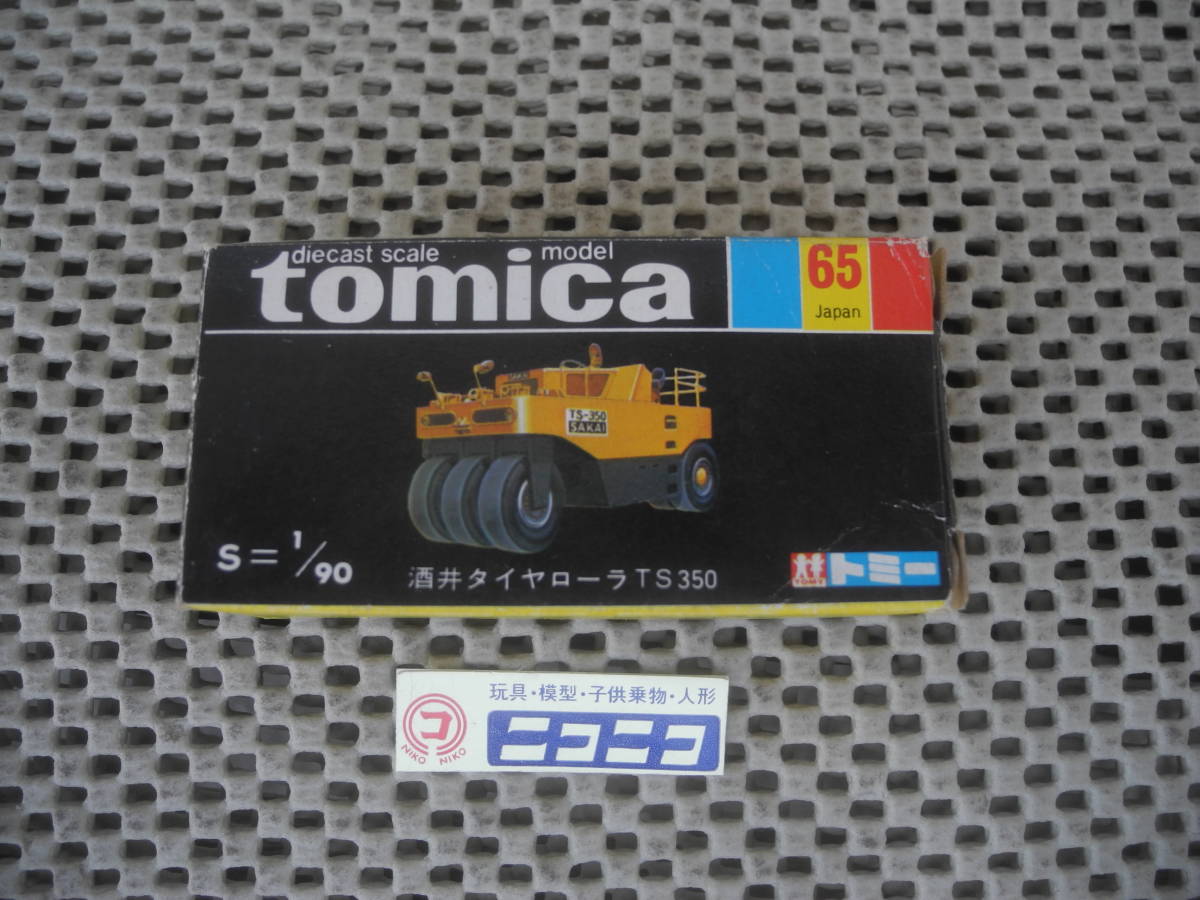 diecast scale model
tomica
65
Japan
TS-350
SAKAI
S=1/90
酒井タイヤローラTS350
TOMY
トミー
玩具・模型・子供乗物・人形
コ
NIKO NIKO
ニコニコ